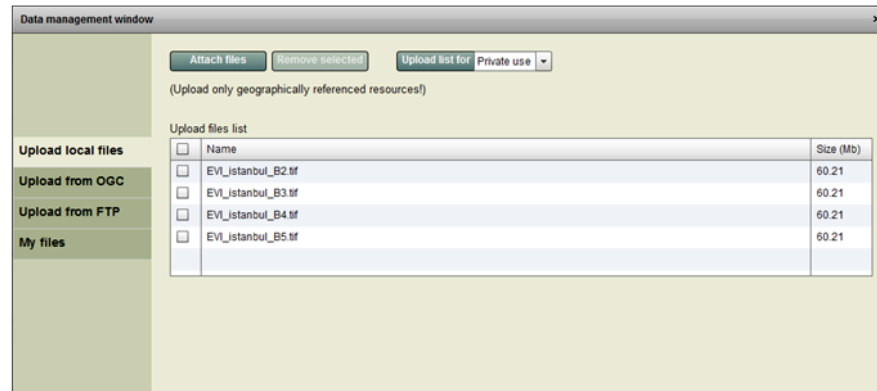 Data management window ×
Attach files Remove selected Upload list for Private use
(Upload only geographically referenced resources!)
Upload files list
Upload local files
Upload from OGC
Upload from FTP
My files
Name Size (Mb)
EVI_istanbul_B2.tif 60.21
EVI_istanbul_B3.tif 60.21
EVI_istanbul_B4.tif 60.21
EVI_istanbul_B5.tif 60.21